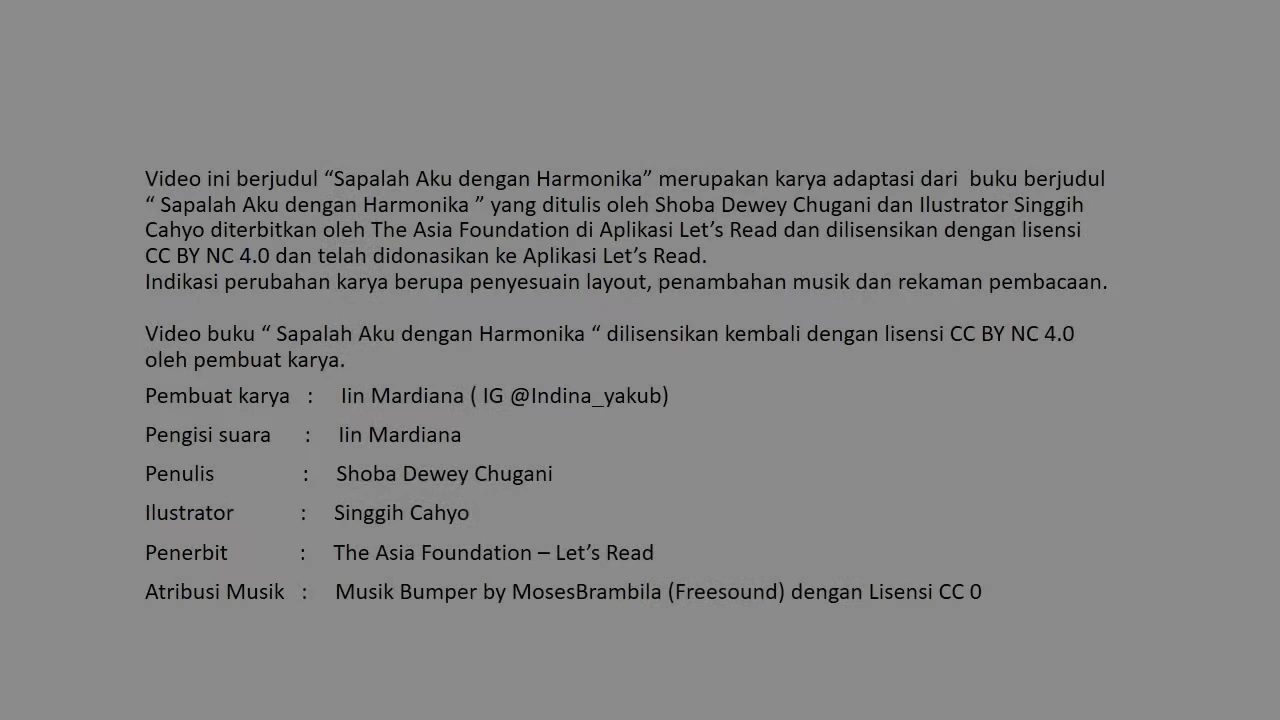 Video ini berjudul “Sapalah Aku dengan Harmonika” merupakan karya adaptasi dari  buku berjudul
“ Sapalah Aku dengan Harmonika ” yang ditulis oleh Shoba Dewey Chugani dan Ilustrator Singgih
Cahyo diterbitkan oleh The Asia Foundation di Aplikasi Let’s Read dan dilisensikan dengan lisensi
CC BY NC 4.0 dan telah didonasikan ke Aplikasi Let’s Read.
Indikasi perubahan karya berupa penyesuain layout, penambahan musik dan rekaman pembacaan.
Video buku “ Sapalah Aku dengan Harmonika “ dilisensikan kembali dengan lisensi CC BY NC 4.0
oleh pembuat karya.
Pembuat karya : Iin Mardiana ( IG @Indina_yakub)
Pengisi suara : Iin Mardiana
Penulis : Shoba Dewey Chugani
Ilustrator : Singgih Cahyo
Penerbit : The Asia Foundation – Let’s Read
Atribusi Musik : Musik Bumper by MosesBrambila (Freesound) dengan Lisensi CC 0